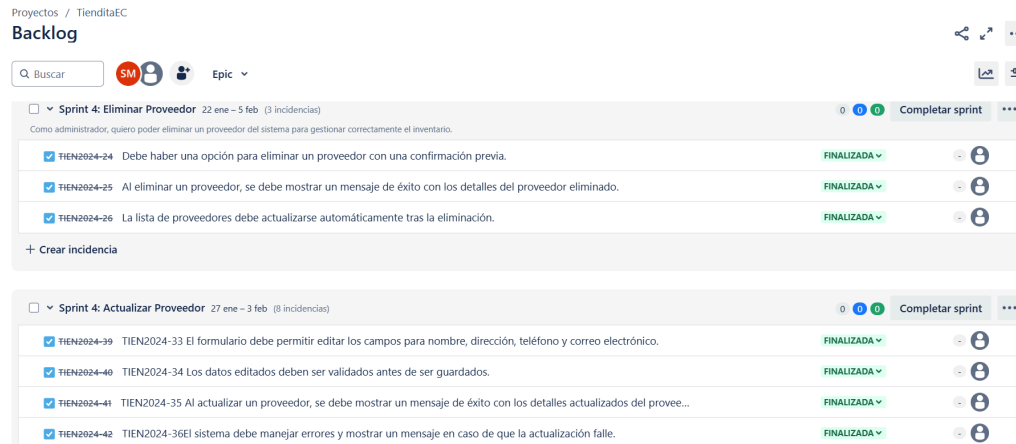 Proyectos / TienditaEC
Backlog
Buscar SM Epic
Sprint 4: Eliminar Proveedor 22 ene – 5 feb (3 incidencias) 0 0 0 Completar sprint
Como administrador, quiero poder eliminar un proveedor del sistema para gestionar correctamente el inventario.
TIEN2024-24 Debe haber una opción para eliminar un proveedor con una confirmación previa. FINALIZADA -
TIEN2024-25 Al eliminar un proveedor, se debe mostrar un mensaje de éxito con los detalles del proveedor eliminado. FINALIZADA -
TIEN2024-26 La lista de proveedores debe actualizarse automáticamente tras la eliminación. FINALIZADA -
+ Crear incidencia
Sprint 4: Actualizar Proveedor 27 ene – 3 feb (8 incidencias) 0 0 0 Completar sprint
TIEN2024-39 TIEN2024-33 El formulario debe permitir editar los campos para nombre, dirección, teléfono y correo electrónico. FINALIZADA -
TIEN2024-40 TIEN2024-34 Los datos editados deben ser validados antes de ser guardados. FINALIZADA -
TIEN2024-41 TIEN2024-35 Al actualizar un proveedor, se debe mostrar un mensaje de éxito con los detalles actualizados del provee... FINALIZADA -
TIEN2024-42 TIEN2024-36El sistema debe manejar errores y mostrar un mensaje en caso de que la actualización falle. FINALIZADA -